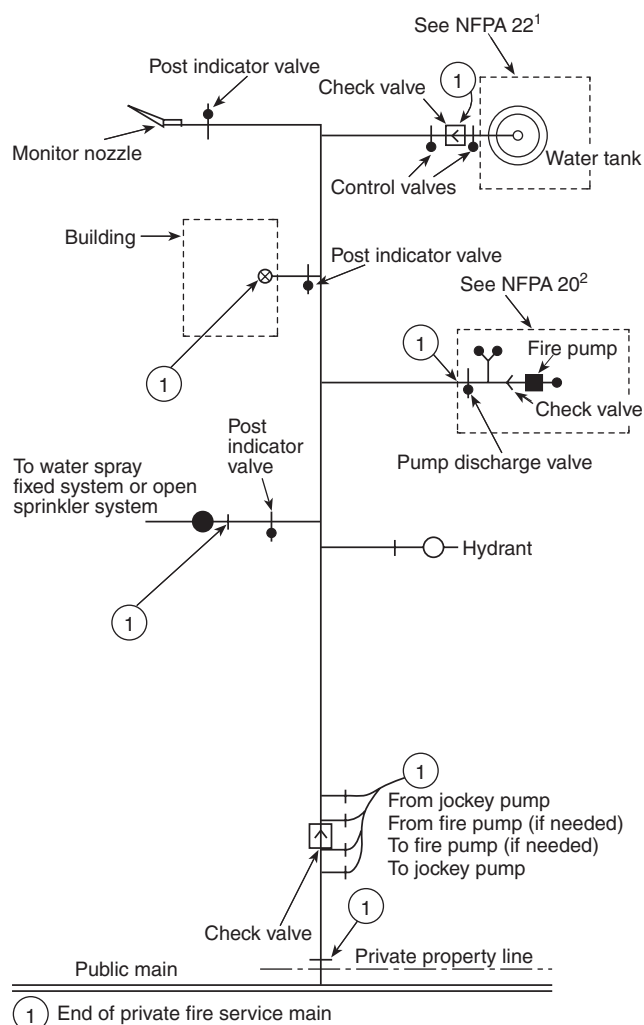 See NFPA 22¹
Post indicator valve
Check valve
1
Monitor nozzle
Control valves
Water tank
Building
Post indicator valve
See NFPA 20²
1
1
Fire pump
Check valve
Post
indicator
valve
Pump discharge valve
To water spray
fixed system or open
sprinkler system
Hydrant
1
1
From jockey pump
From fire pump (if needed)
To fire pump (if needed)
To jockey pump
1
Check valve
Private property line
Public main
1 End of private fire service main